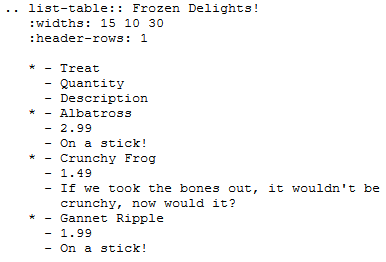 .. list-table:: Frozen Delights!
   :widths: 15 10 30
   :header-rows: 1

   * - Treat
     - Quantity
     - Description
   * - Albatross
     - 2.99
     - On a stick!
   * - Crunchy Frog
     - 1.49
     - If we took the bones out, it wouldn't be
       crunchy, now would it?
   * - Gannet Ripple
     - 1.99
     - On a stick!